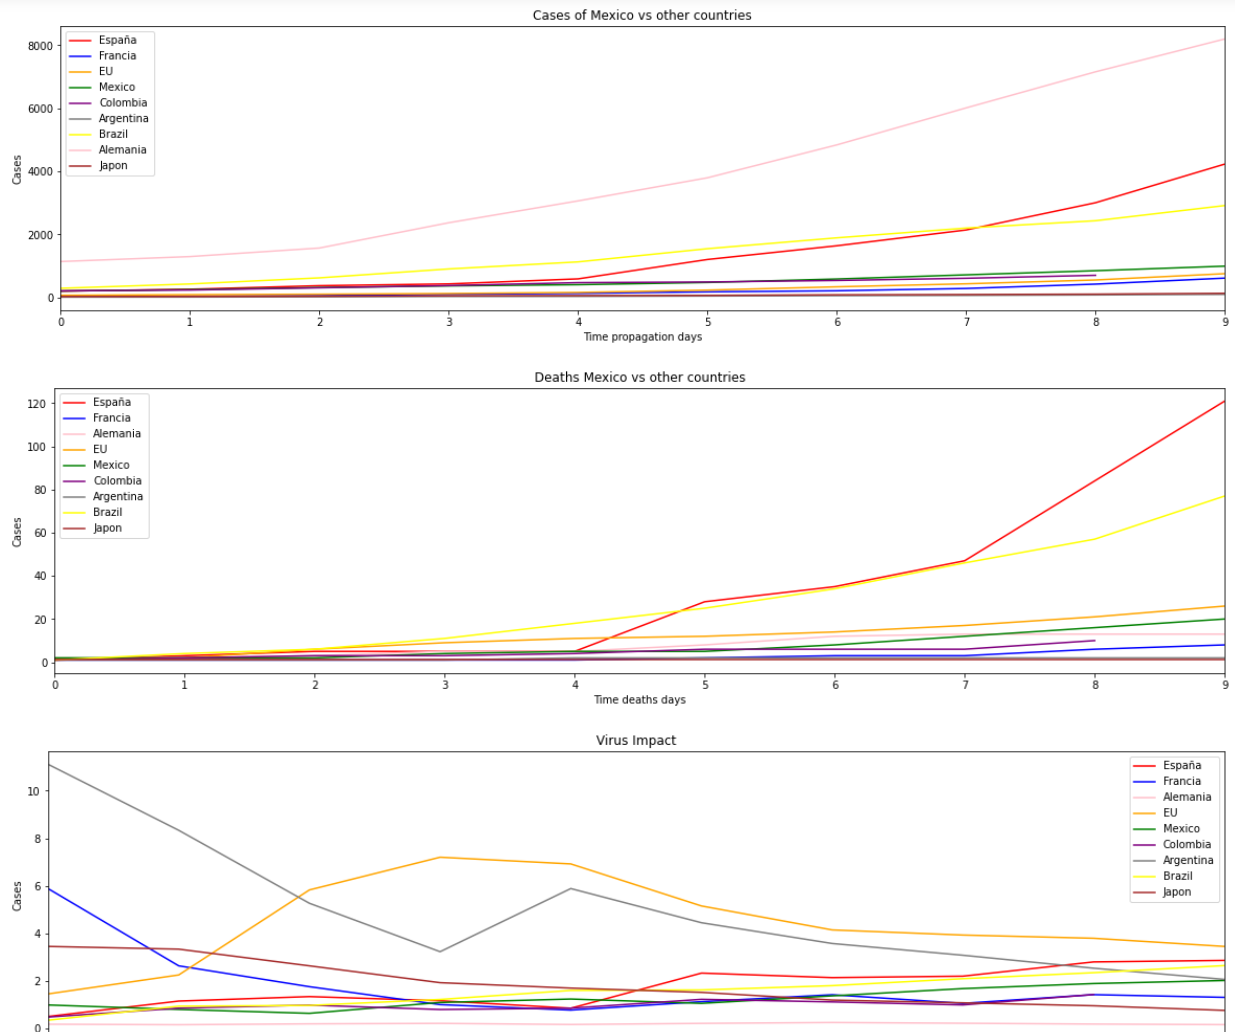 Cases of Mexico vs other countries
España
Francia
EU
Mexico
Colombia
Argentina
Brazil
Alemania
Japon
Cases
8000
6000
4000
2000
0
0 1 2 3 4 5 6 7 8 9
Time propagation days
Deaths Mexico vs other countries
España
Francia
Alemania
EU
Mexico
Colombia
Argentina
Brazil
Japon
Cases
120
100
80
60
40
20
0
0 1 2 3 4 5 6 7 8 9
Time deaths days
Virus Impact
España
Francia
Alemania
EU
Mexico
Colombia
Argentina
Brazil
Japon
Cases
10
8
6
4
2
0